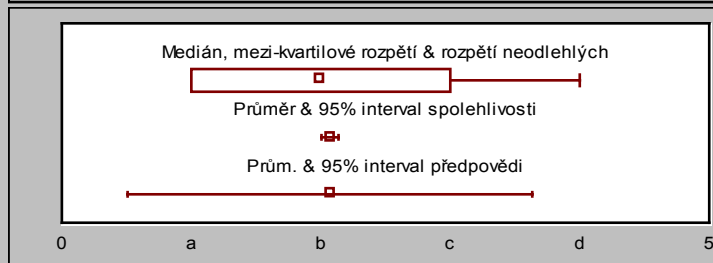 Medián, mezi-kvartilové rozpětí & rozpětí neodlehlých
Průměr & 95% interval spolehlivosti
Prům. & 95% interval předpovědi
0 a b c d 5